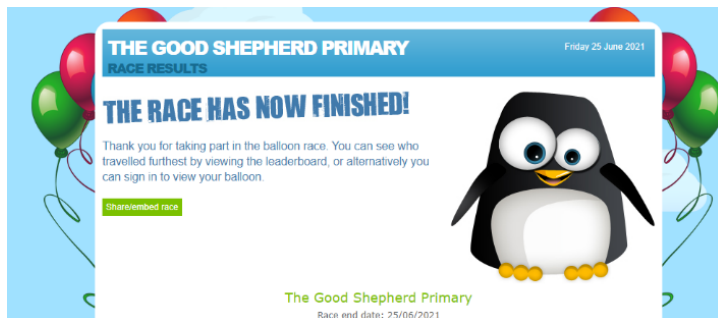 THE GOOD SHEPHERD PRIMARY
Friday 25 June 2021
RACE RESULTS
THE RACE HAS NOW FINISHED!
Thank you for taking part in the balloon race. You can see who
travelled furthest by viewing the leaderboard, or alternatively you
can sign in to view your balloon.
Share/embed race
The Good Shepherd Primary
Race end date: 25/06/2021